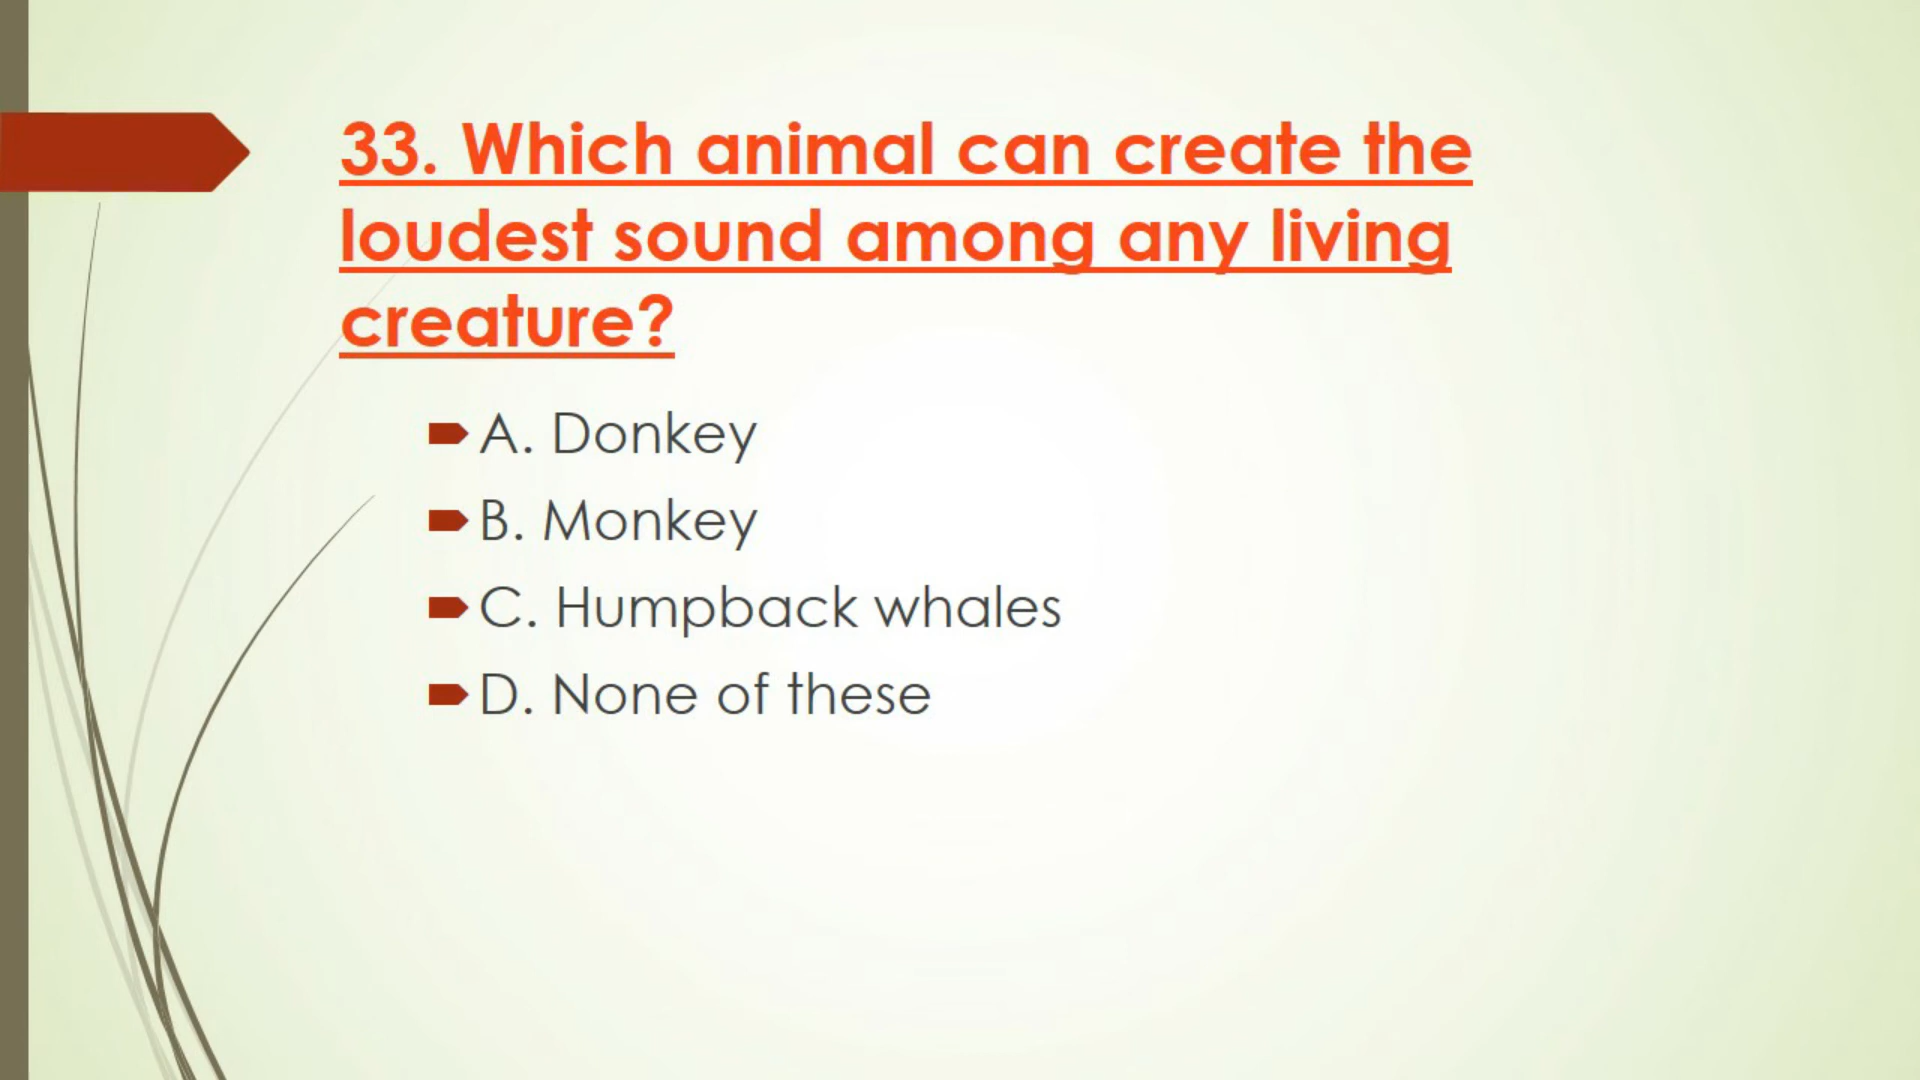 33. Which animal can create the
loudest sound among any living
creature?
A. Donkey
B. Monkey
C. Humpback whales
D. None of these